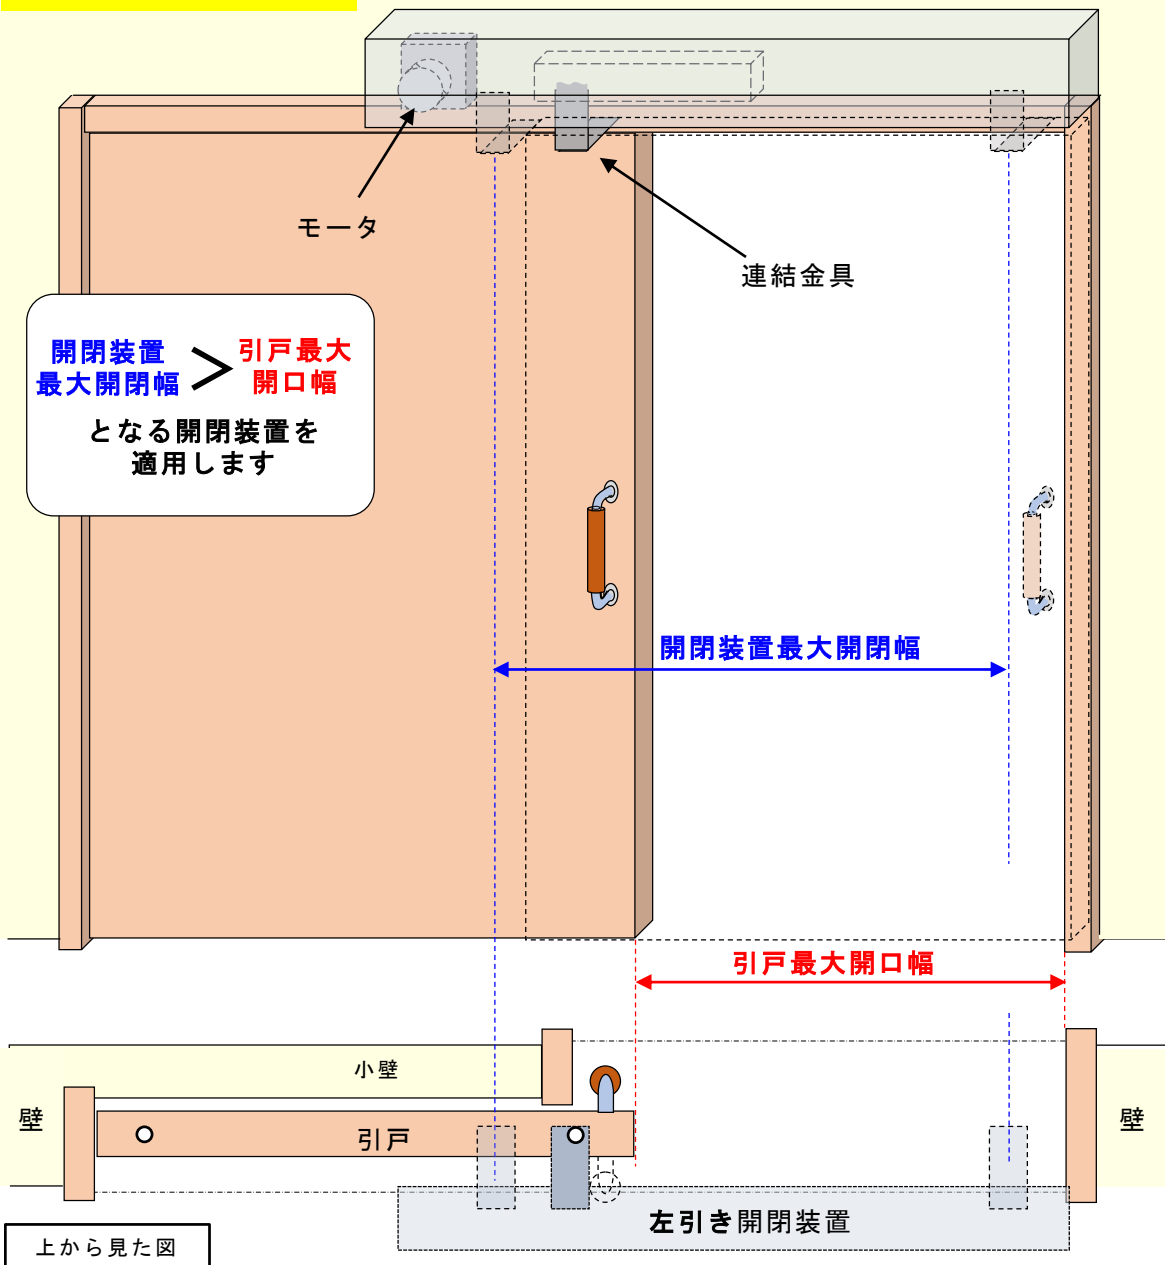 モータ
連結金具
開閉装置
最大開閉幅
>
引戸最大
開口幅
となる開閉装置を
適用します
開閉装置最大開閉幅
引戸最大開口幅
小壁
壁
引戸
壁
左引き開閉装置
上から見た図